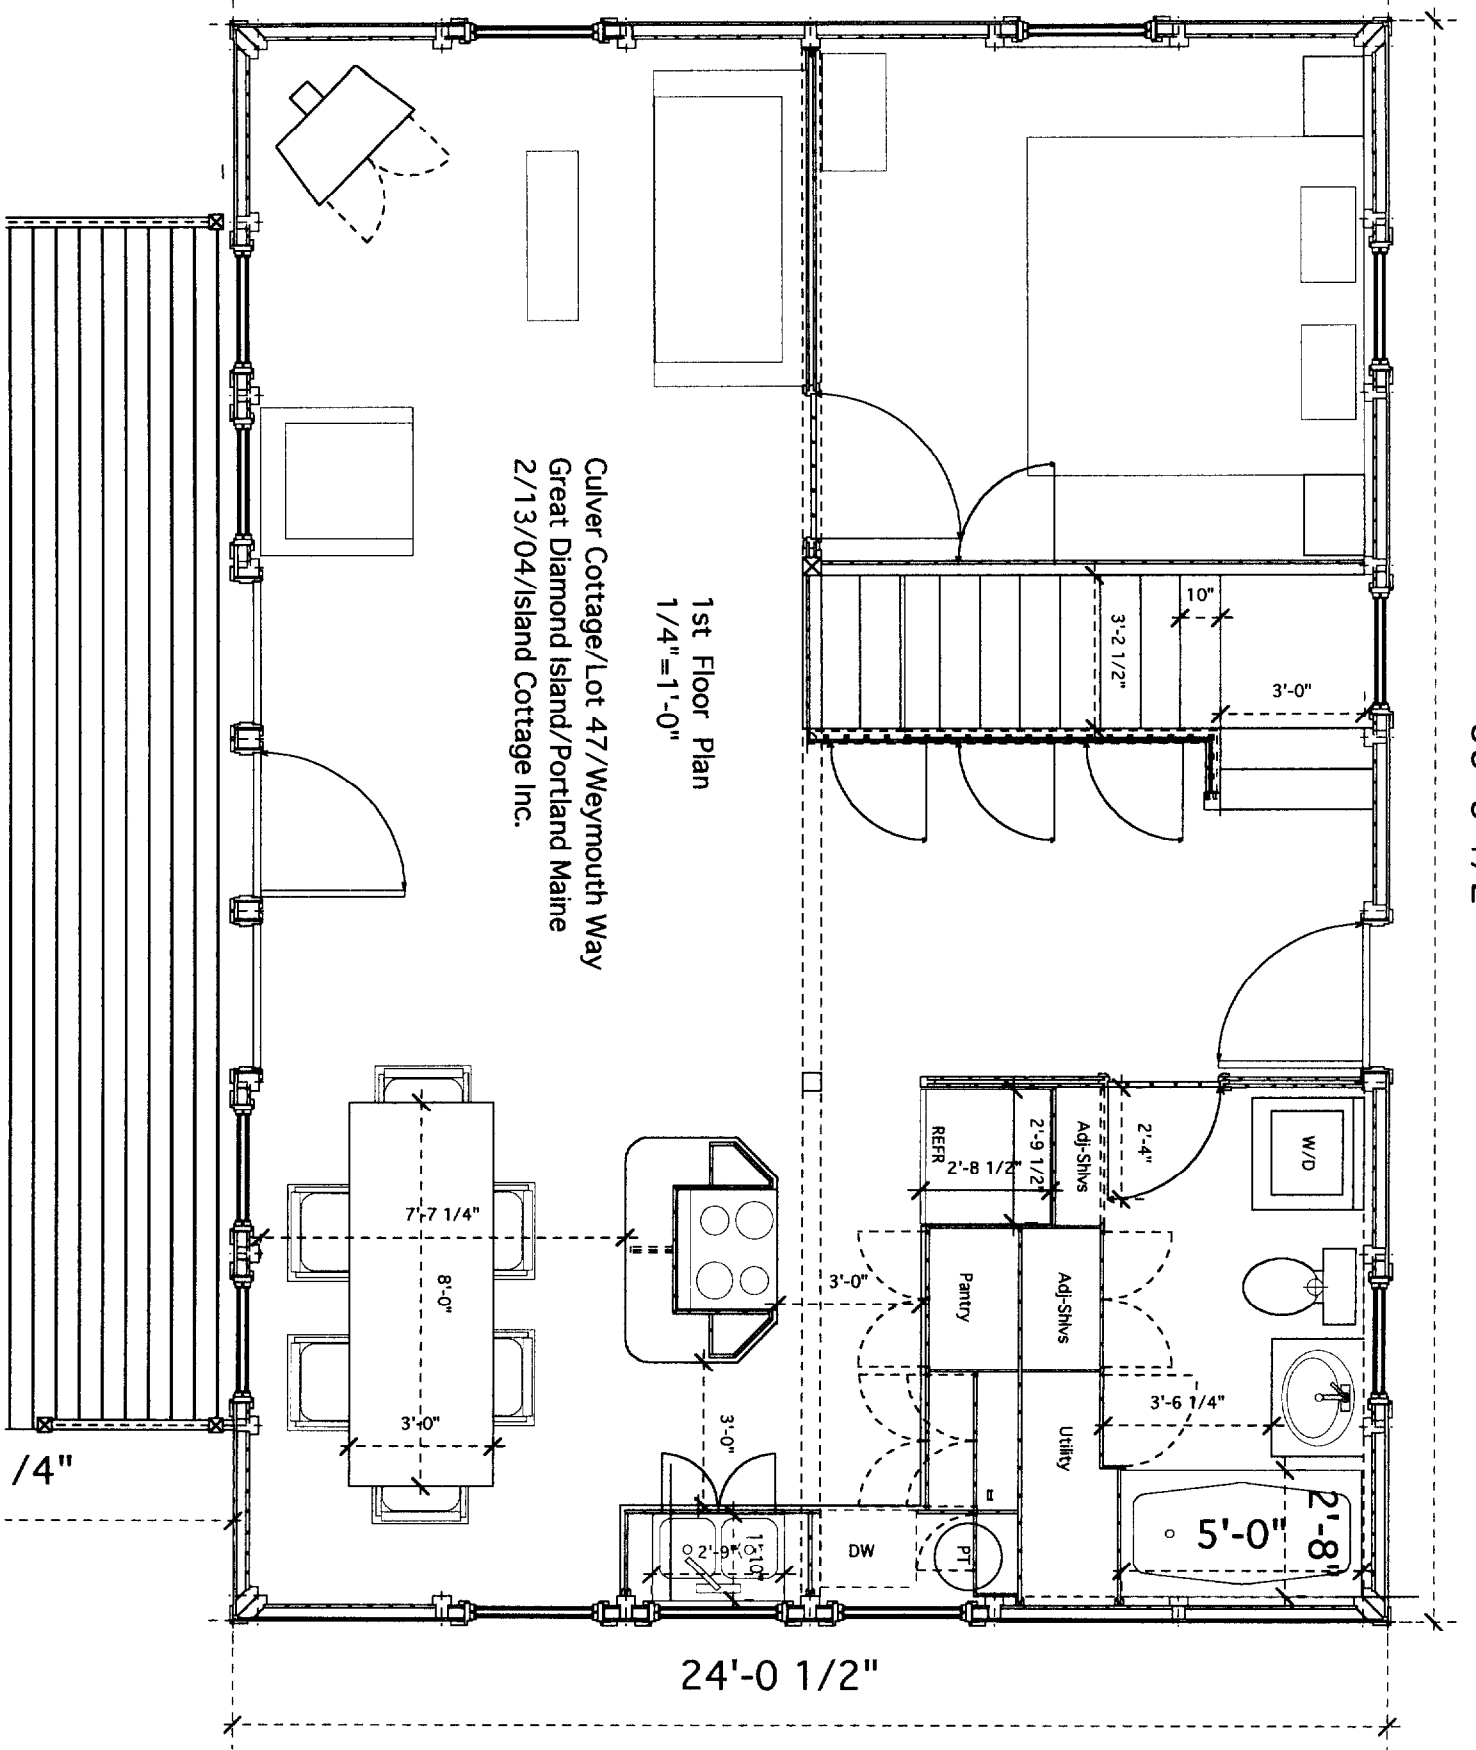 1st Floor Plan
1/4"=1'-0"
Culver Cottage/Lot 47/Weymouth Way
Great Diamond Island/Portland Maine
2/13/04/Island Cottage Inc.
10"
3'-2 1/2"
3'-0"
W/D
2'-4"
Adj-Shlvs
2'-9 1/2"
REFR
2'-8 1/2"
7'-7 1/4"
8'-0"
3'-0"
Pantry
Adj-Shlvs
3'-6 1/4"
3'-0"
3'-0"
Utility
2'-8"
5'-0"
2'-9"
1'-10"
DW
PT
/4"
24'-0 1/2"